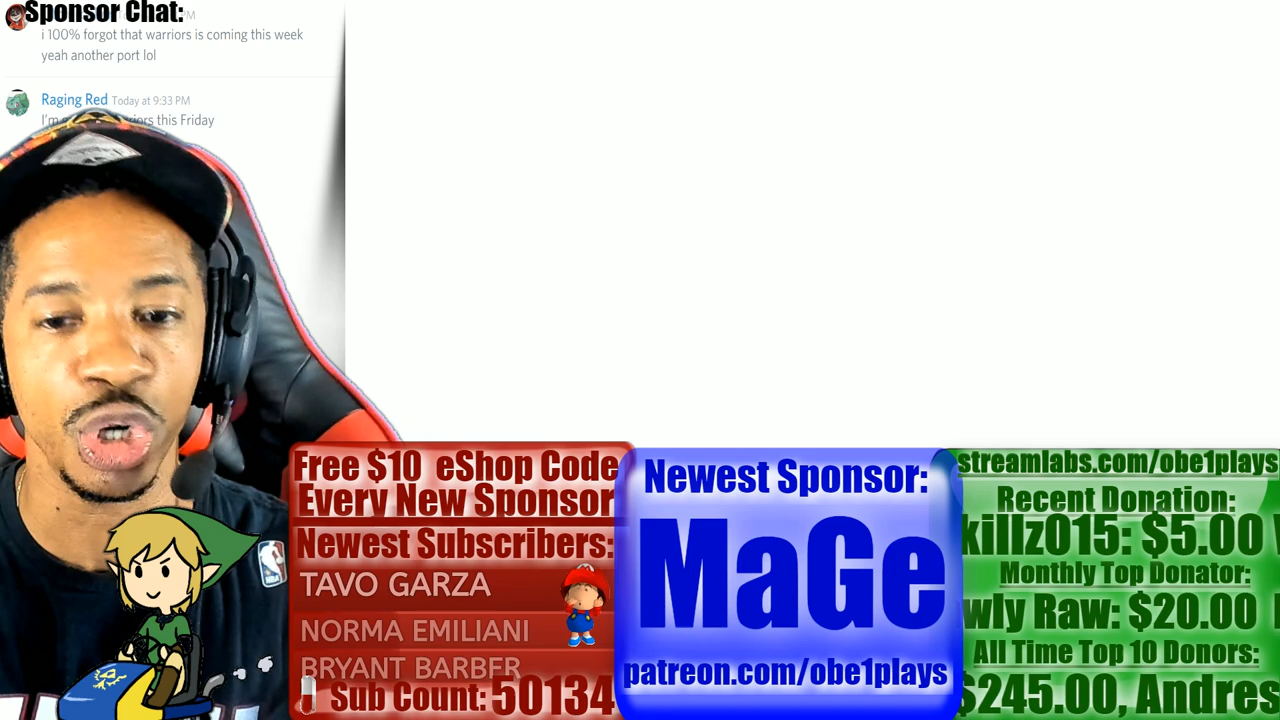 Sponsor Chat:
PM
i 100% forgot that warriors is coming this week
yeah another port lol
Raging Red Today at 9:33 PM
I'm riors this Friday
Free $10 eShop Code
Every New Sponsor
Newest Subscribers:
TAVO GARZA
NORMA EMILIANI
BRYANT BARBER
Sub Count: 50134
Newest Sponsor:
MaGe
patreon.com/obe1plays
streamlabs.com/obe1plays
Recent Donation:
killz015: $5.00
Monthly Top Donator:
wly Raw: $20.00
All Time Top 10 Donors:
$245.00, Andres
NBA